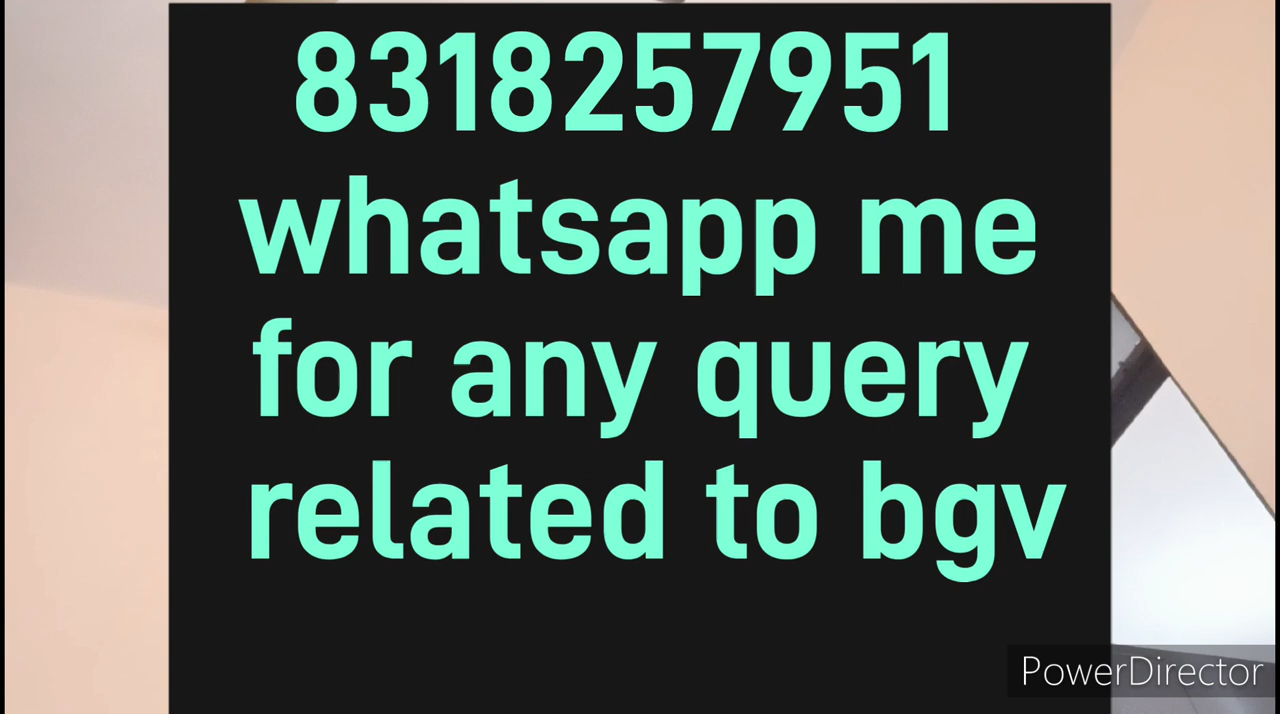 8318257951
whatsapp me
for any query
related to bgv
PowerDirector